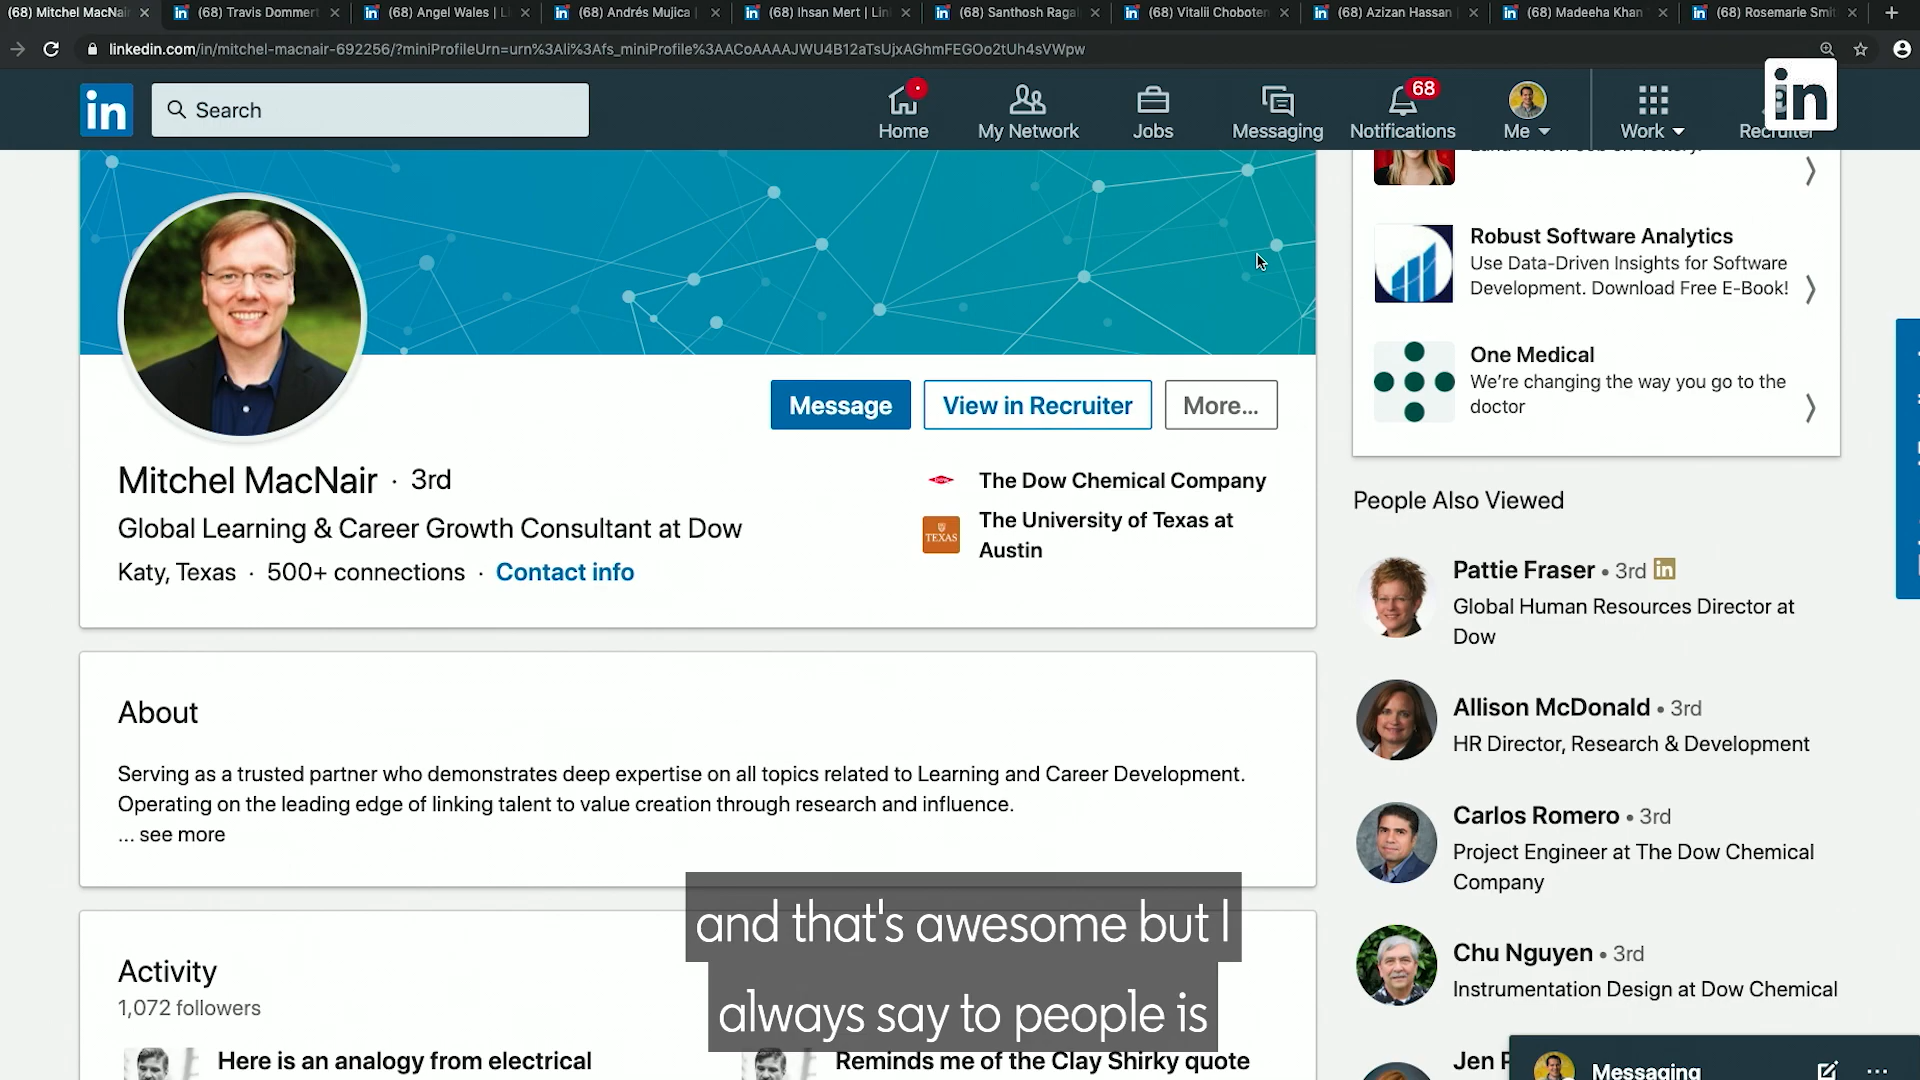 (68) Mitchel MacNair
(68) Travis Dommert
(68) Angel Wales | Li
(68) Andrés Mujica |
(68) Ihsan Mert | Lin
(68) Santhosh Raga
(68) Vitalii Choboten
(68) Azizan Hassan |
(68) Madeeha Khan
(68) Rosemarie Smit
linkedin.com/in/mitchel-macnair-692256/?miniProfileUrn=urn%3Ali%3Afs_miniProfile%3AACoAAAAJWU4B12aTsUjxAGhmFEGOo2tUh4sVWpw
in
Search
Home
My Network
Jobs
Messaging
68
Notifications
Me
Work
Recruiter
in
Robust Software Analytics
Use Data-Driven Insights for Software
Development. Download Free E-Book!
One Medical
We're changing the way you go to the
doctor
Message
View in Recruiter
More...
Mitchel MacNair · 3rd
Global Learning & Career Growth Consultant at Dow
Katy, Texas · 500+ connections · Contact info
The Dow Chemical Company
TEXAS
The University of Texas at
Austin
About
Serving as a trusted partner who demonstrates deep expertise on all topics related to Learning and Career Development.
Operating on the leading edge of linking talent to value creation through research and influence.
... see more
Activity
1,072 followers
Here is an analogy from electrical
Reminds me of the Clay Shirky quote
People Also Viewed
Pattie Fraser • 3rd in
Global Human Resources Director at
Dow
Allison McDonald • 3rd
HR Director, Research & Development
Carlos Romero • 3rd
Project Engineer at The Dow Chemical
Company
Chu Nguyen • 3rd
Instrumentation Design at Dow Chemical
Jen
Messaging
and that's awesome but I
always say to people is